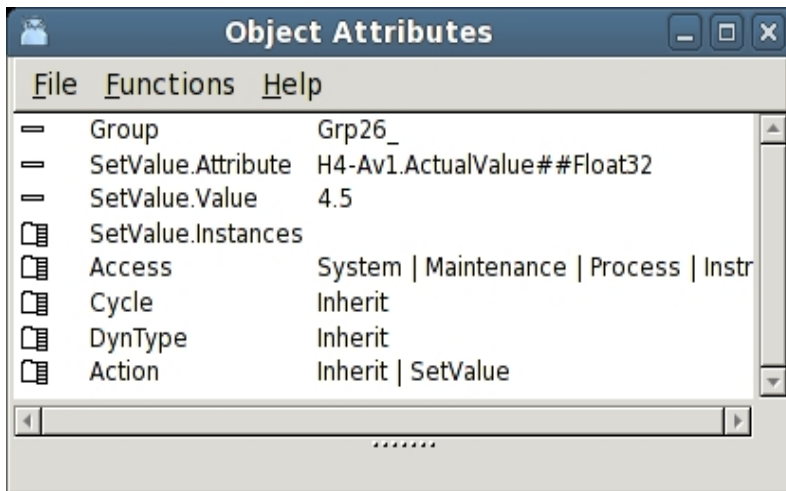 Object Attributes
File Functions Help
Group Grp26_
SetValue.Attribute H4-Av1.ActualValue##Float32
SetValue.Value 4.5
SetValue.Instances
Access System | Maintenance | Process | Instr
Cycle Inherit
DynType Inherit
Action Inherit | SetValue